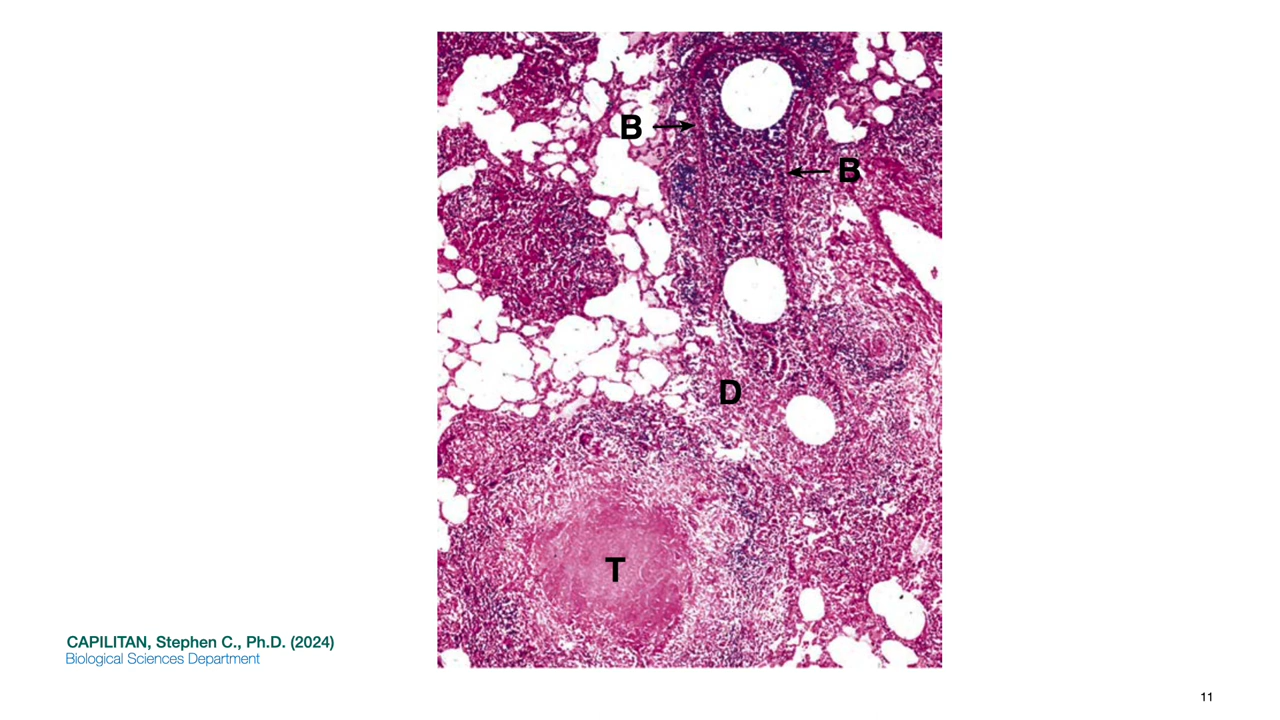 B
B
D
T
CAPILITAN, Stephen C., Ph.D. (2024)
Biological Sciences Department
11